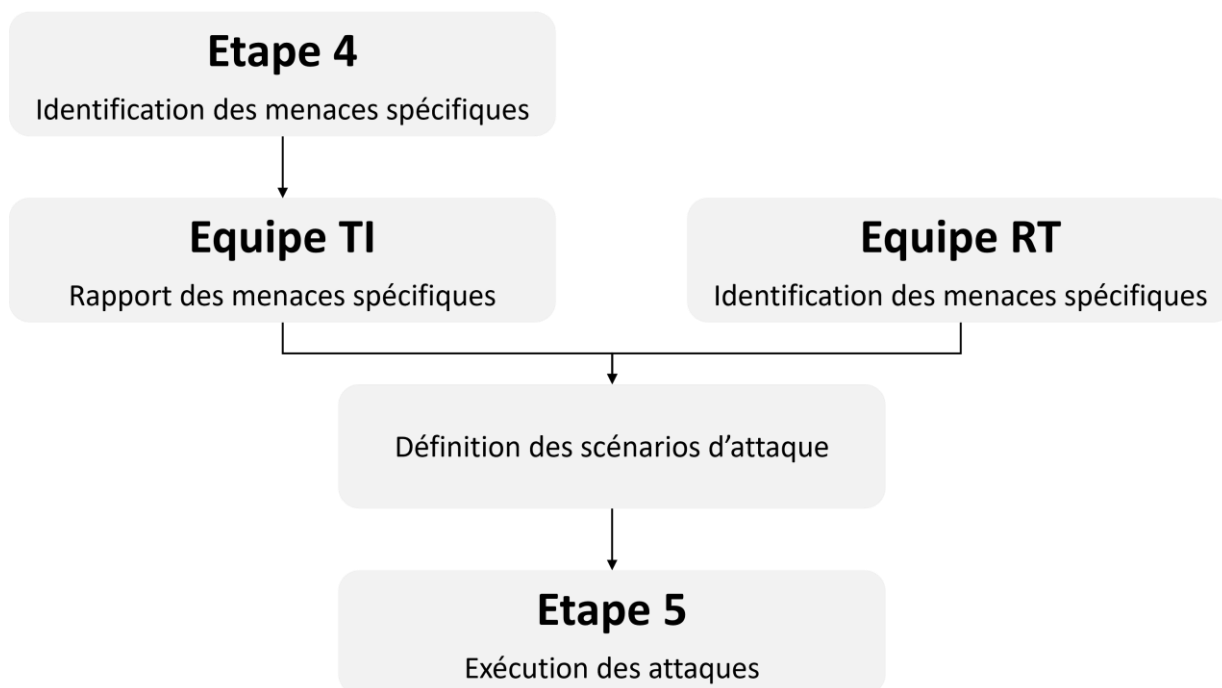 Etape 4
Identification des menaces spécifiques
Equipe TI
Rapport des menaces spécifiques
Equipe RT
Identification des menaces spécifiques
Définition des scénarios d’attaque
Etape 5
Exécution des attaques